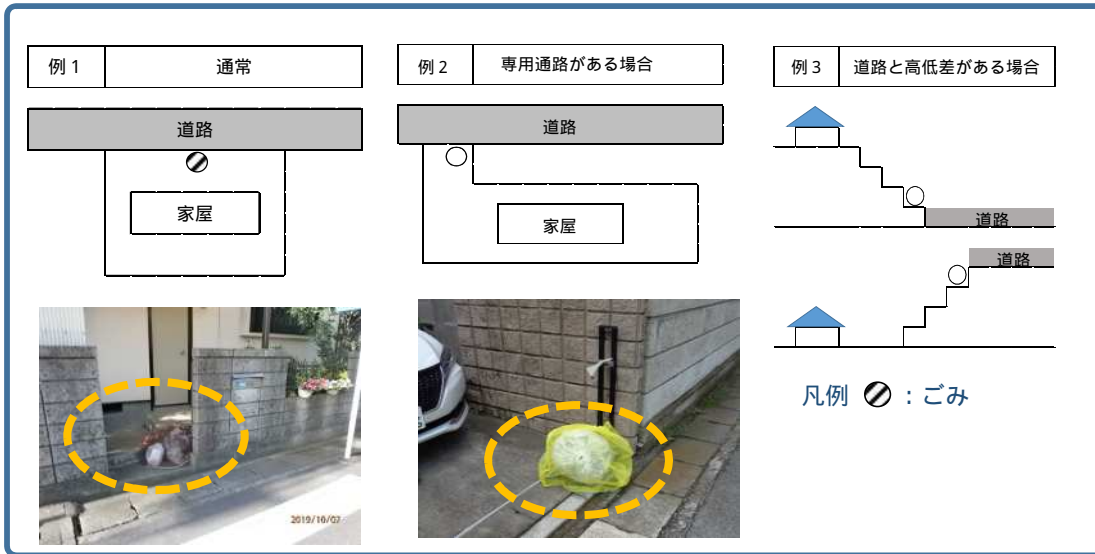 例1
通常
道路
家屋
例2
専用通路がある場合
道路
家屋
例3
道路と高低差がある場合
道路
道路
凡例 : ごみ
2019/10/07